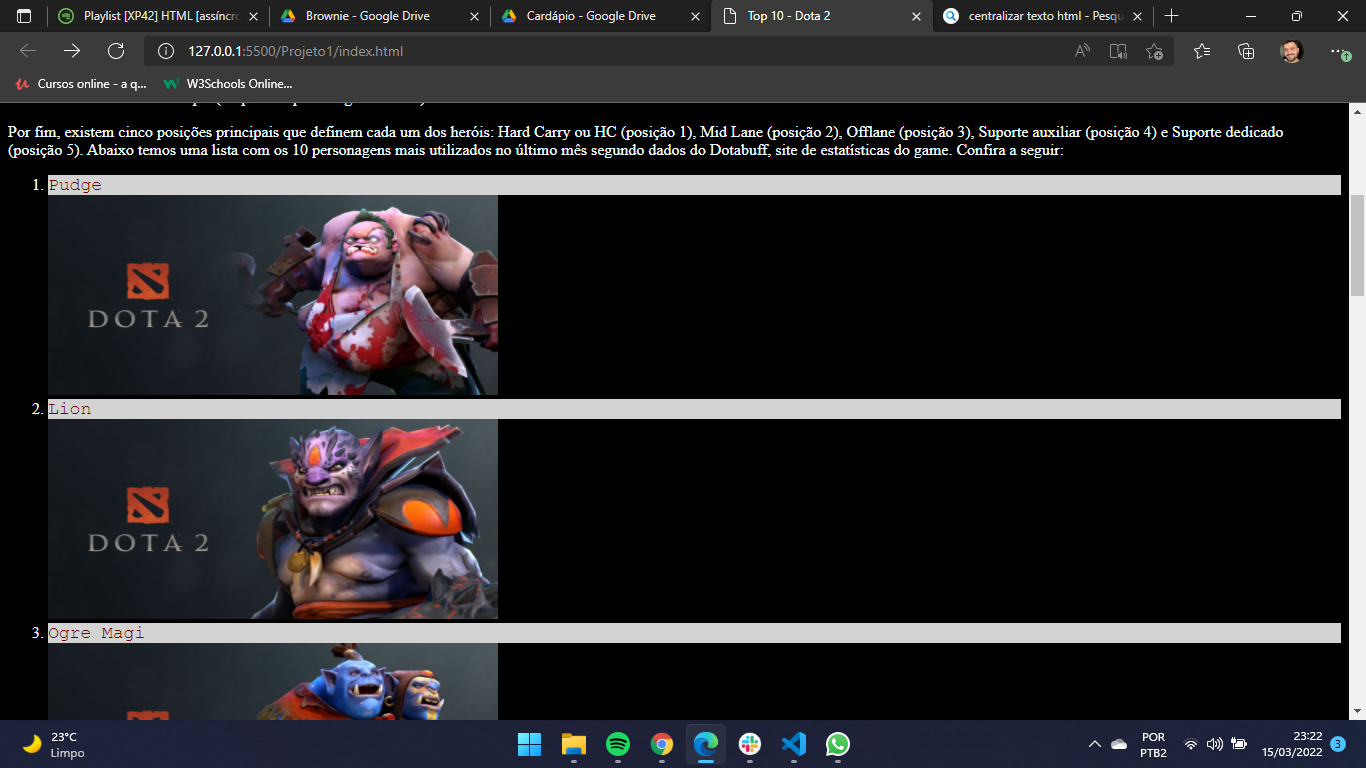 Playlist [XP42] HTML [assíncro
Brownie - Google Drive
Cardápio - Google Drive
Top 10 - Dota 2
centralizar texto html - Pesqu
127.0.0.1:5500/Projeto1/index.html
Cursos online - a q...
W3Schools Online...
Por fim, existem cinco posições principais que definem cada um dos heróis: Hard Carry ou HC (posição 1), Mid Lane (posição 2), Offlane (posição 3), Suporte auxiliar (posição 4) e Suporte dedicado
(posição 5). Abaixo temos uma lista com os 10 personagens mais utilizados no último mês segundo dados do Dotabuff, site de estatísticas do game. Confira a seguir:
1. Pudge
DOTA 2
2. Lion
DOTA 2
3. Ogre Magi
23°C
Limpo
POR
PTB2
23:22
15/03/2022
3